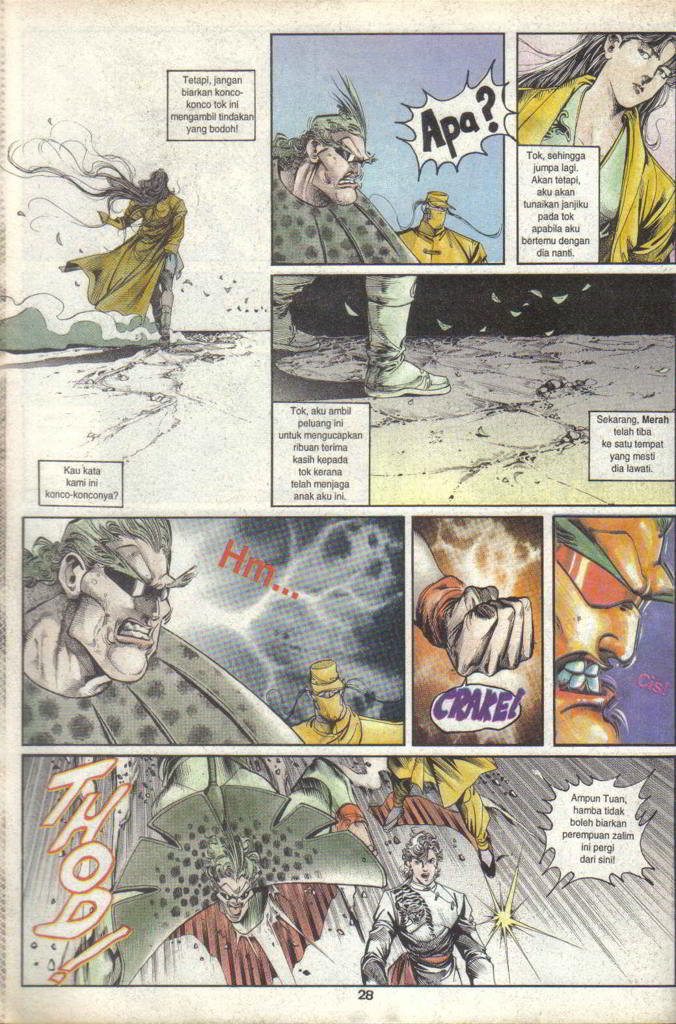 Tetapi, jangan
biarkan konco-
konco tok ini
mengambil tindakan
yang bodoh!
Kau kata
kami ini
konco-konconya?
Apa?
Tok, sehingga
jumpa lagi.
Akan tetapi,
aku akan
tunaikan janjiku
pada tok
apabila aku
bertemu dengan
dia nanti.
Tok, aku ambil
peluang ini
untuk mengucapkan
ribuan terima
kasih kepada
tok kerana
telah menjaga
anak aku ini.
Sekarang, Merah
telah tiba
ke satu tempat
yang mesti
dia lawati.
Hm...
CRAKE!
Cis!
THOD!
Ampun Tuan,
hamba tidak
boleh biarkan
perempuan zalim
ini pergi
dari sini!
28